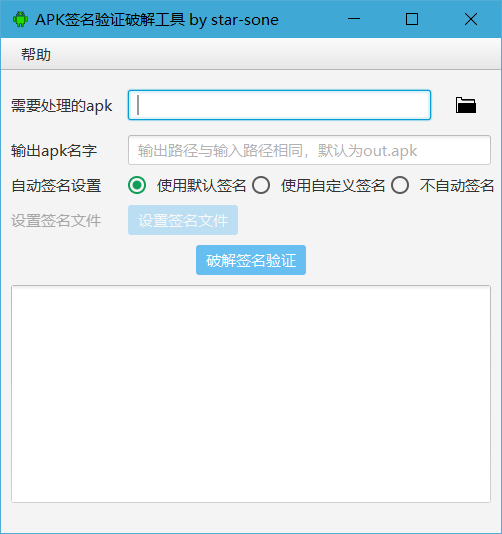 APK签名验证破解工具 by star-sone
帮助
需要处理的apk
输出apk名字 输出路径与输入路径相同，默认为out.apk
自动签名设置 使用默认签名 使用自定义签名 不自动签名
设置签名文件 设置签名文件
破解签名验证